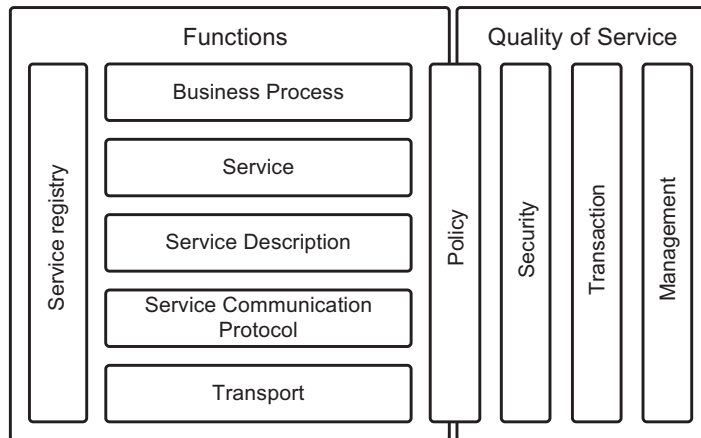 Functions
Quality of Service
Service registry
Business Process
Service
Service Description
Service Communication
Protocol
Transport
Policy
Security
Transaction
Management